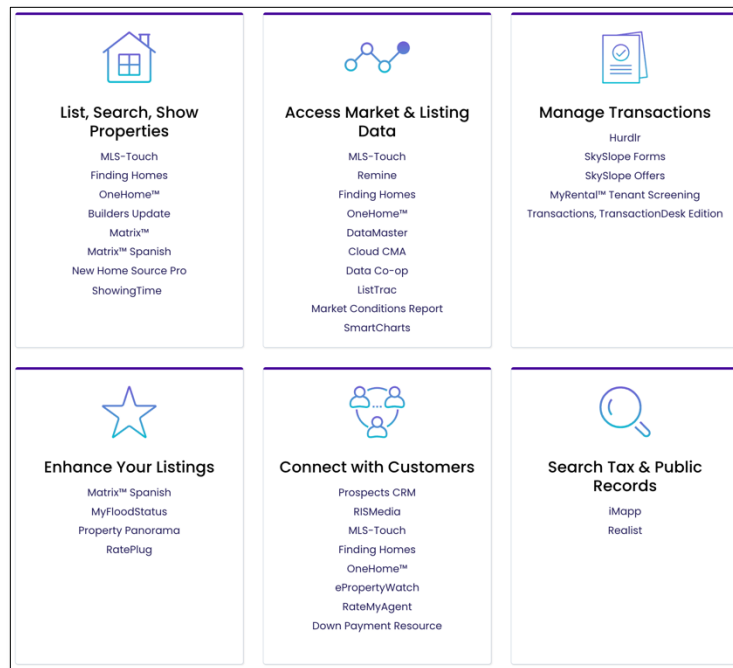 List, Search, Show
Properties
MLS-Touch
Finding Homes
OneHome™
Builders Update
Matrix™
Matrix™ Spanish
New Home Source Pro
ShowingTime
Access Market & Listing
Data
MLS-Touch
Remine
Finding Homes
OneHome™
DataMaster
Cloud CMA
Data Co-op
ListTrac
Market Conditions Report
SmartCharts
Manage Transactions
Hurdlr
SkySlope Forms
SkySlope Offers
MyRental™ Tenant Screening
Transactions, TransactionDesk Edition
Enhance Your Listings
Matrix™ Spanish
MyFloodStatus
Property Panorama
RatePlug
Connect with Customers
Prospects CRM
RISMedia
MLS-Touch
Finding Homes
OneHome™
ePropertyWatch
RateMyAgent
Down Payment Resource
Search Tax & Public
Records
iMapp
Realist